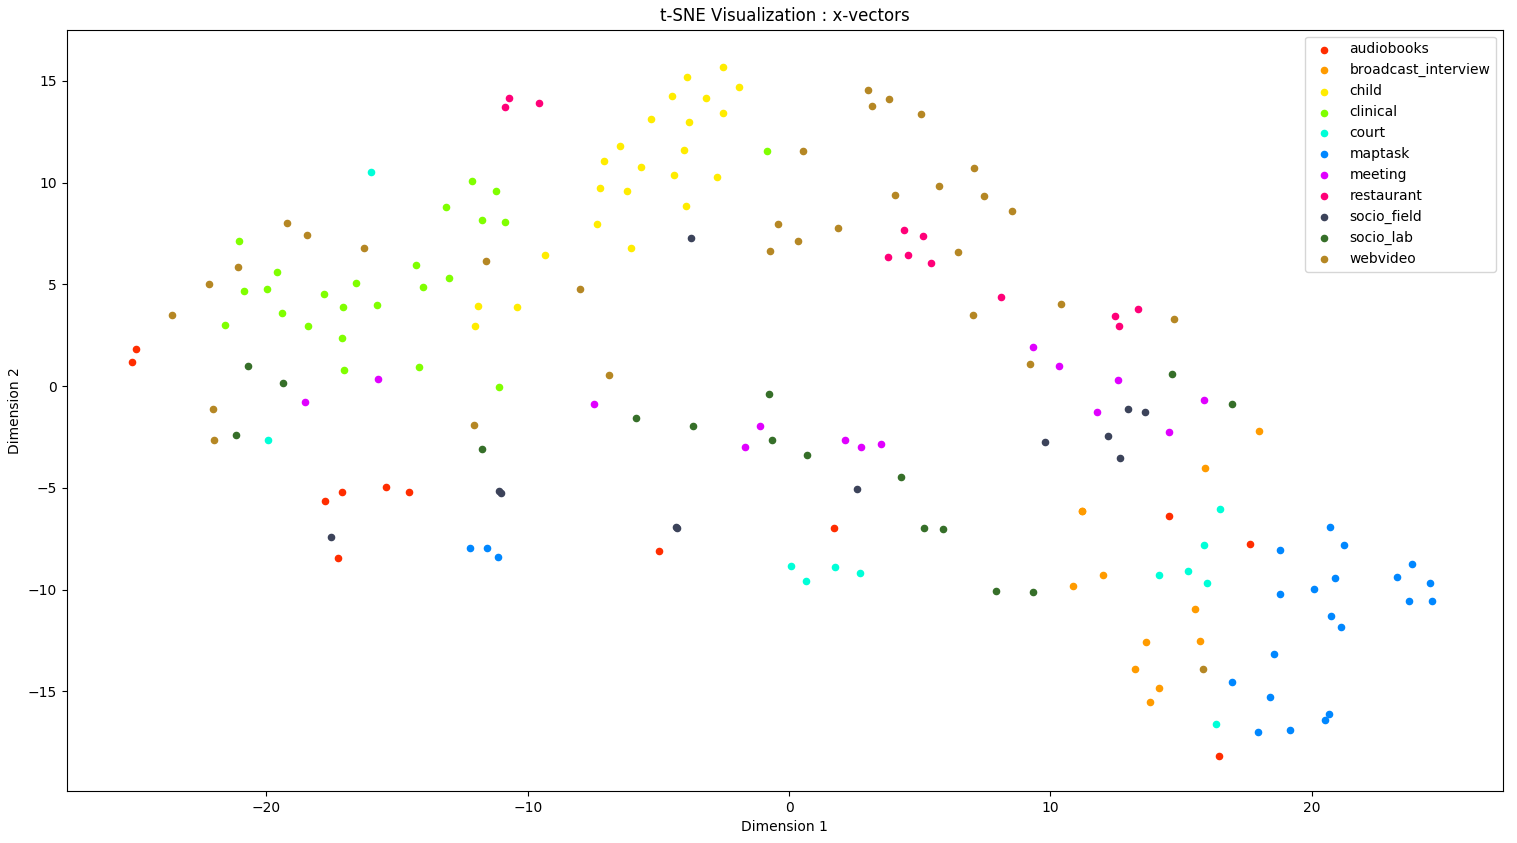 t-SNE Visualization : x-vectors
audiobooks
broadcast_interview
child
clinical
court
maptask
meeting
restaurant
socio_field
socio_lab
webvideo
15
10
5
0
−5
−10
−15
Dimension 2
−20
−10
0
10
20
Dimension 1